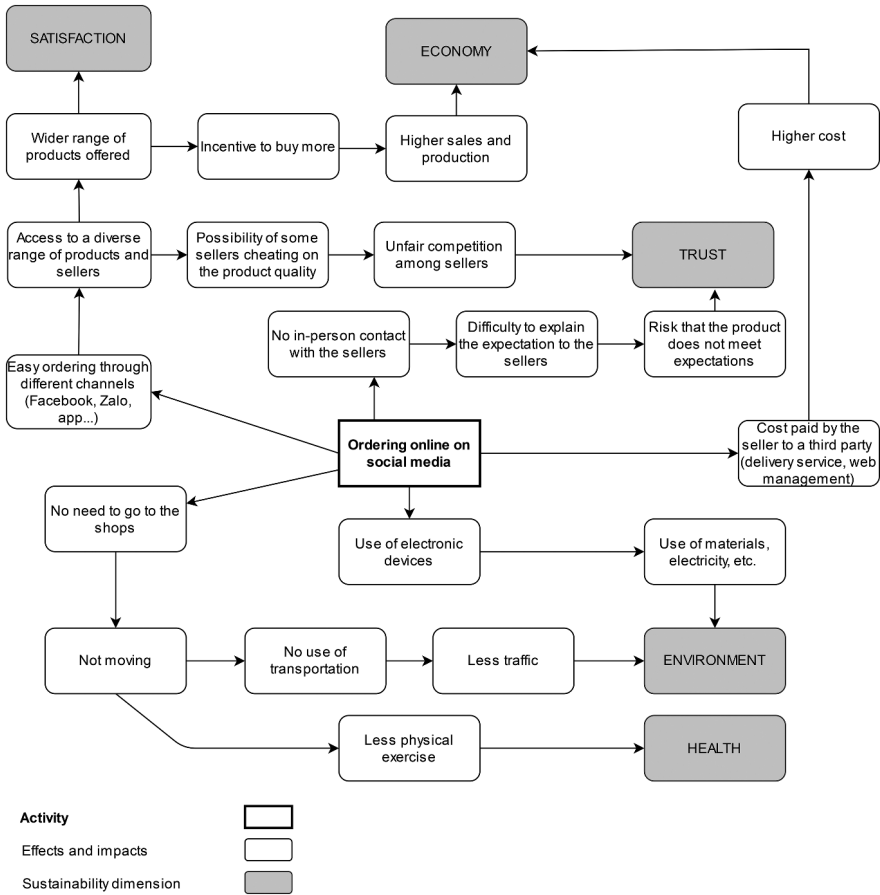 SATISFACTION
ECONOMY
Wider range of
products offered
Incentive to buy more
Higher sales and
production
Higher cost
Access to a diverse
range of products and
sellers
Possibility of some
sellers cheating on
the product quality
Unfair competition
among sellers
TRUST
No in-person contact
with the sellers
Difficulty to explain
the expectation to the
sellers
Risk that the product
does not meet
expectations
Easy ordering through
different channels
(Facebook, Zalo,
app...)
Ordering online on
social media
Cost paid by the
seller to a third party
(delivery service, web
management)
No need to go to the
shops
Use of electronic
devices
Use of materials,
electricity, etc.
Not moving
No use of
transportation
Less traffic
ENVIRONMENT
Less physical
exercise
HEALTH
Activity
Effects and impacts
Sustainability dimension